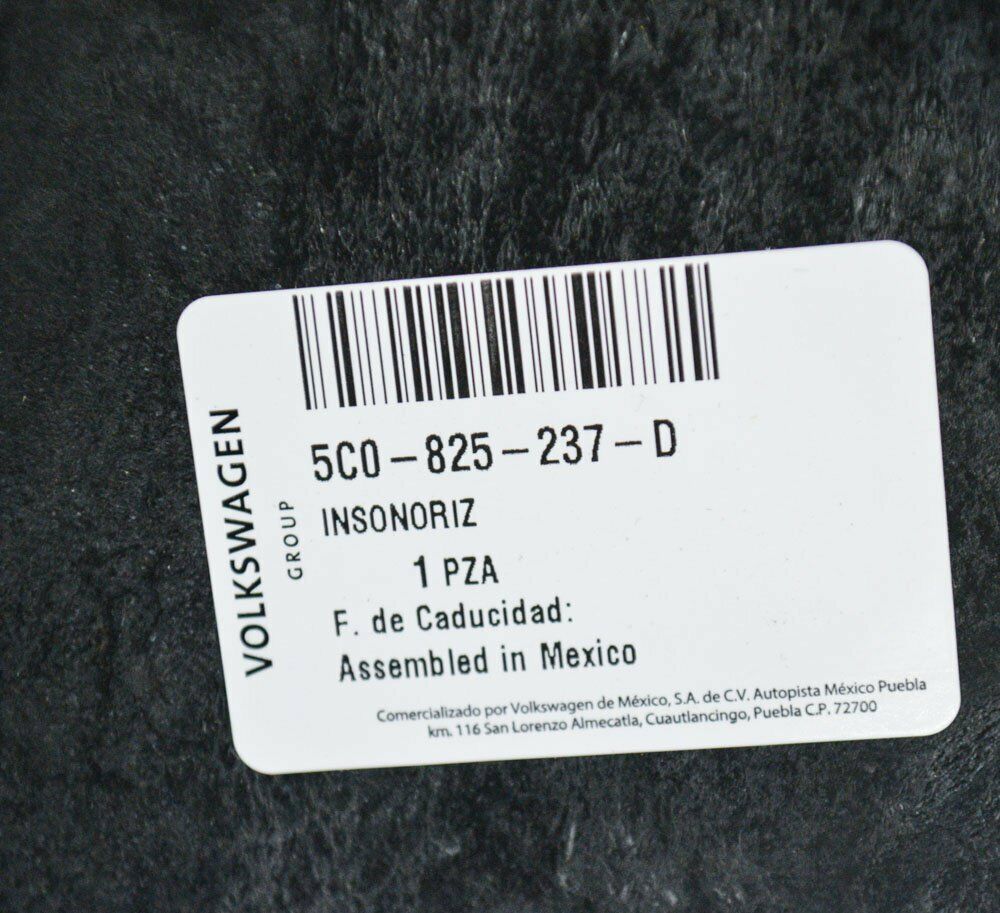 VOLKSWAGEN
GROUP
5C0-825-237-D
INSONORIZ
1 PZA
F. de Caducidad:
Assembled in Mexico
Comercializado por Volkswagen de México, S.A. de C.V. Autopista México Puebla
km. 116 San Lorenzo Almecatla, Cuautlancingo, Puebla C.P. 72700